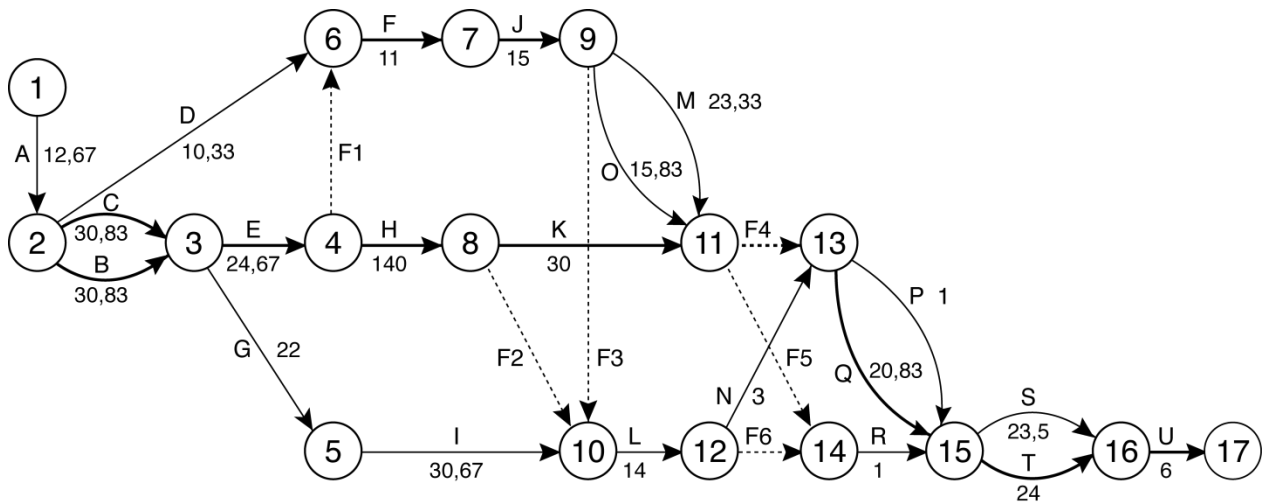 6 F 7 J 9
11 15
1
D M 23,33
A 12,67 10,33 F1 O 15,83
C
2 30,83 3 E 4 H 8 K 11 F4 13
B 24,67 140 30
30,83
P 1
G 22 F2 F3 N 3 F5 Q 20,83
S
5 I 10 L 12 F6 14 R 15 23,5 16 U 17
30,67 14 1 T 6
24